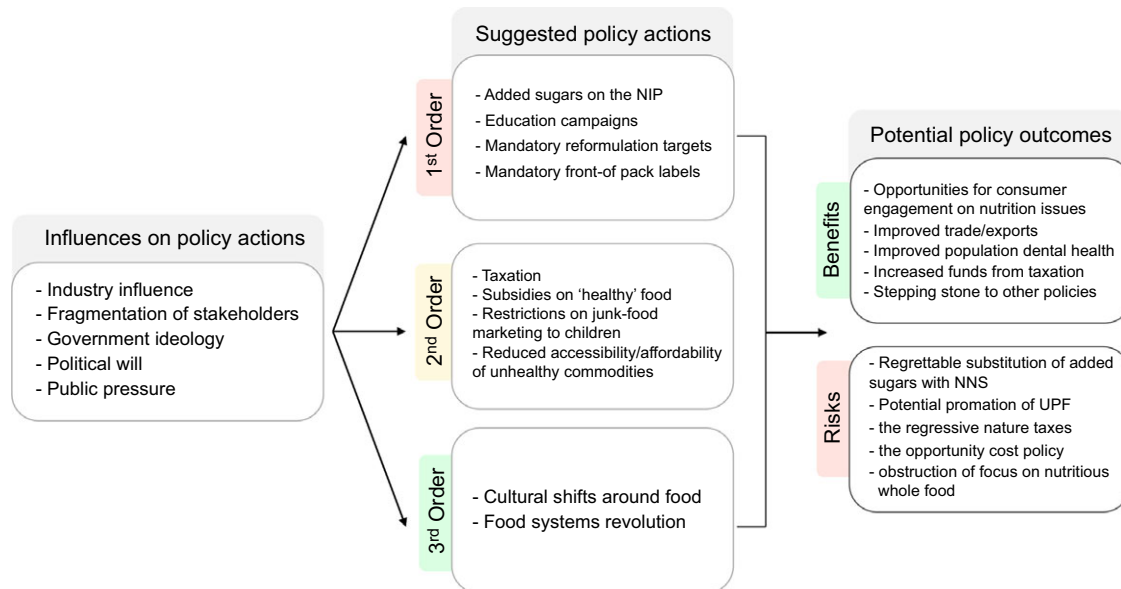 Influences on policy actions
- Industry influence
- Fragmentation of stakeholders
- Government ideology
- Political will
- Public pressure
Suggested policy actions
1st Order
- Added sugars on the NIP
- Education campaigns
- Mandatory reformulation targets
- Mandatory front-of pack labels
2nd Order
- Taxation
- Subsidies on ‘healthy’ food
- Restrictions on junk-food
marketing to children
- Reduced accessibility/affordability
of unhealthy commodities
3rd Order
- Cultural shifts around food
- Food systems revolution
Potential policy outcomes
Benefits
- Opportunities for consumer
engagement on nutrition issues
- Improved trade/exports
- Improved population dental health
- Increased funds from taxation
- Stepping stone to other policies
Risks
- Regrettable substitution of added
sugars with NNS
- Potential promation of UPF
- the regressive nature taxes
- the opportunity cost policy
- obstruction of focus on nutritious
whole food